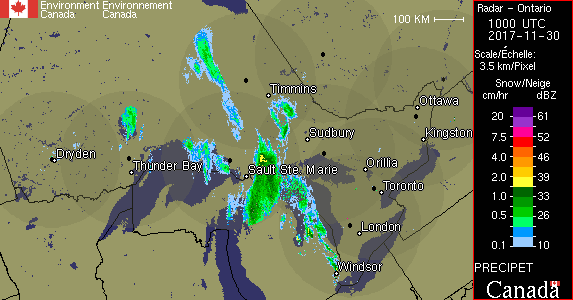 Environment Environnement
Canada Canada
100 KM
Timmins
Ottawa
Sudbury
Kingston
Dryden
Thunder Bay
Sault Ste. Marie
Orillia
Toronto
London
Windsor
Radar - Ontario
1000 UTC
2017-11-30
Scale/Échelle:
3.5 km/Pixel
Snow/Neige
cm/hr dBZ
20 61
7.5 52
4.0 46
2.0 39
1.0 33
0.5 26
0.1 10
PRECIPET
Canada